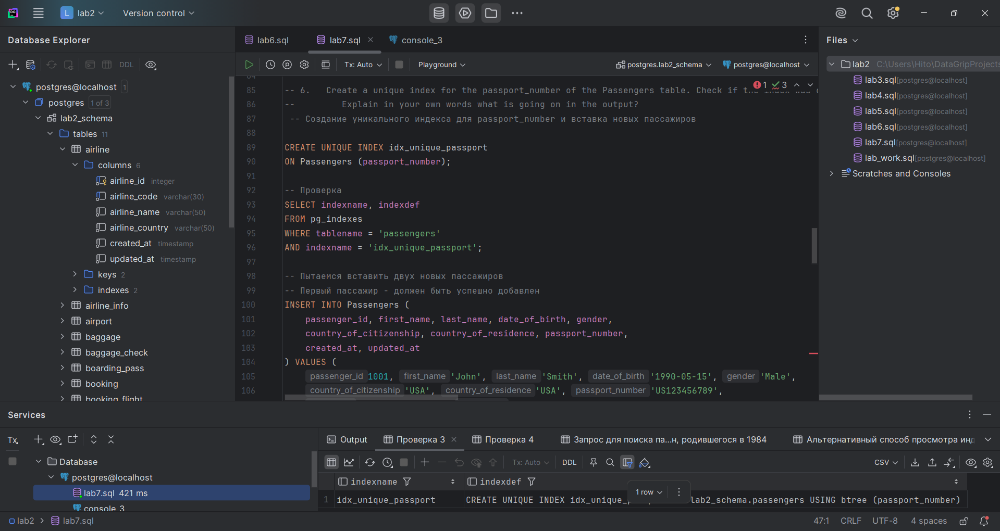 L lab2 Version control
Database Explorer
DDL
postgres@localhost 1
postgres 1 of 3
lab2_schema
tables 11
airline
columns 6
airline_id integer
airline_code varchar(30)
airline_name varchar(50)
airline_country varchar(50)
created_at timestamp
updated_at timestamp
keys 2
indexes 2
airline_info
airport
baggage
baggage_check
boarding_pass
booking
booking_flight
lab6.sql lab7.sql console_3
Tx: Auto Playground postgres.lab2_schema postgres@localhost
1 3
84
85 -- 6. Create a unique index for the passport_number of the Passengers table. Check if the index was
86 -- Explain in your own words what is going on in the output?
87 -- Создание уникального индекса для passport_number и вставка новых пассажиров
88
89 CREATE UNIQUE INDEX idx_unique_passport
90 ON Passengers (passport_number);
91
92 -- Проверка
93 SELECT indexname, indexdef
94 FROM pg_indexes
95 WHERE tablename = 'passengers'
96 AND indexname = 'idx_unique_passport';
97
98 -- Пытаемся вставить двух новых пассажиров
99 -- Первый пассажир - должен быть успешно добавлен
100 INSERT INTO Passengers (
101 passenger_id, first_name, last_name, date_of_birth, gender,
102 country_of_citizenship, country_of_residence, passport_number,
103 created_at, updated_at
104 ) VALUES (
105 passenger_id 1001, first_name 'John', last_name 'Smith', date_of_birth '1990-05-15', gender 'Male',
106 country_of_citizenship 'USA', country_of_residence 'USA', passport_number 'US123456789',
Files
lab2 C:\Users\Hito\DataGripProjects
lab3.sql [postgres@localhost]
lab4.sql [postgres@localhost]
lab5.sql [postgres@localhost]
lab6.sql [postgres@localhost]
lab7.sql [postgres@localhost]
lab_work.sql [postgres@localhost]
Scratches and Consoles
Services
Tx
Database
postgres@localhost
lab7.sql 421 ms
console_3
Output Проверка 3 Проверка 4 Запрос для поиска па...н, родившегося в 1984 Альтернативный способ просмотра инд
Tx: Auto DDL CSV
indexname indexdef
1 row
1 idx_unique_passport CREATE UNIQUE INDEX idx_unique_ lab2_schema.passengers USING btree (passport_number)
lab2 > lab7.sql 47:1 CRLF UTF-8 4 spaces